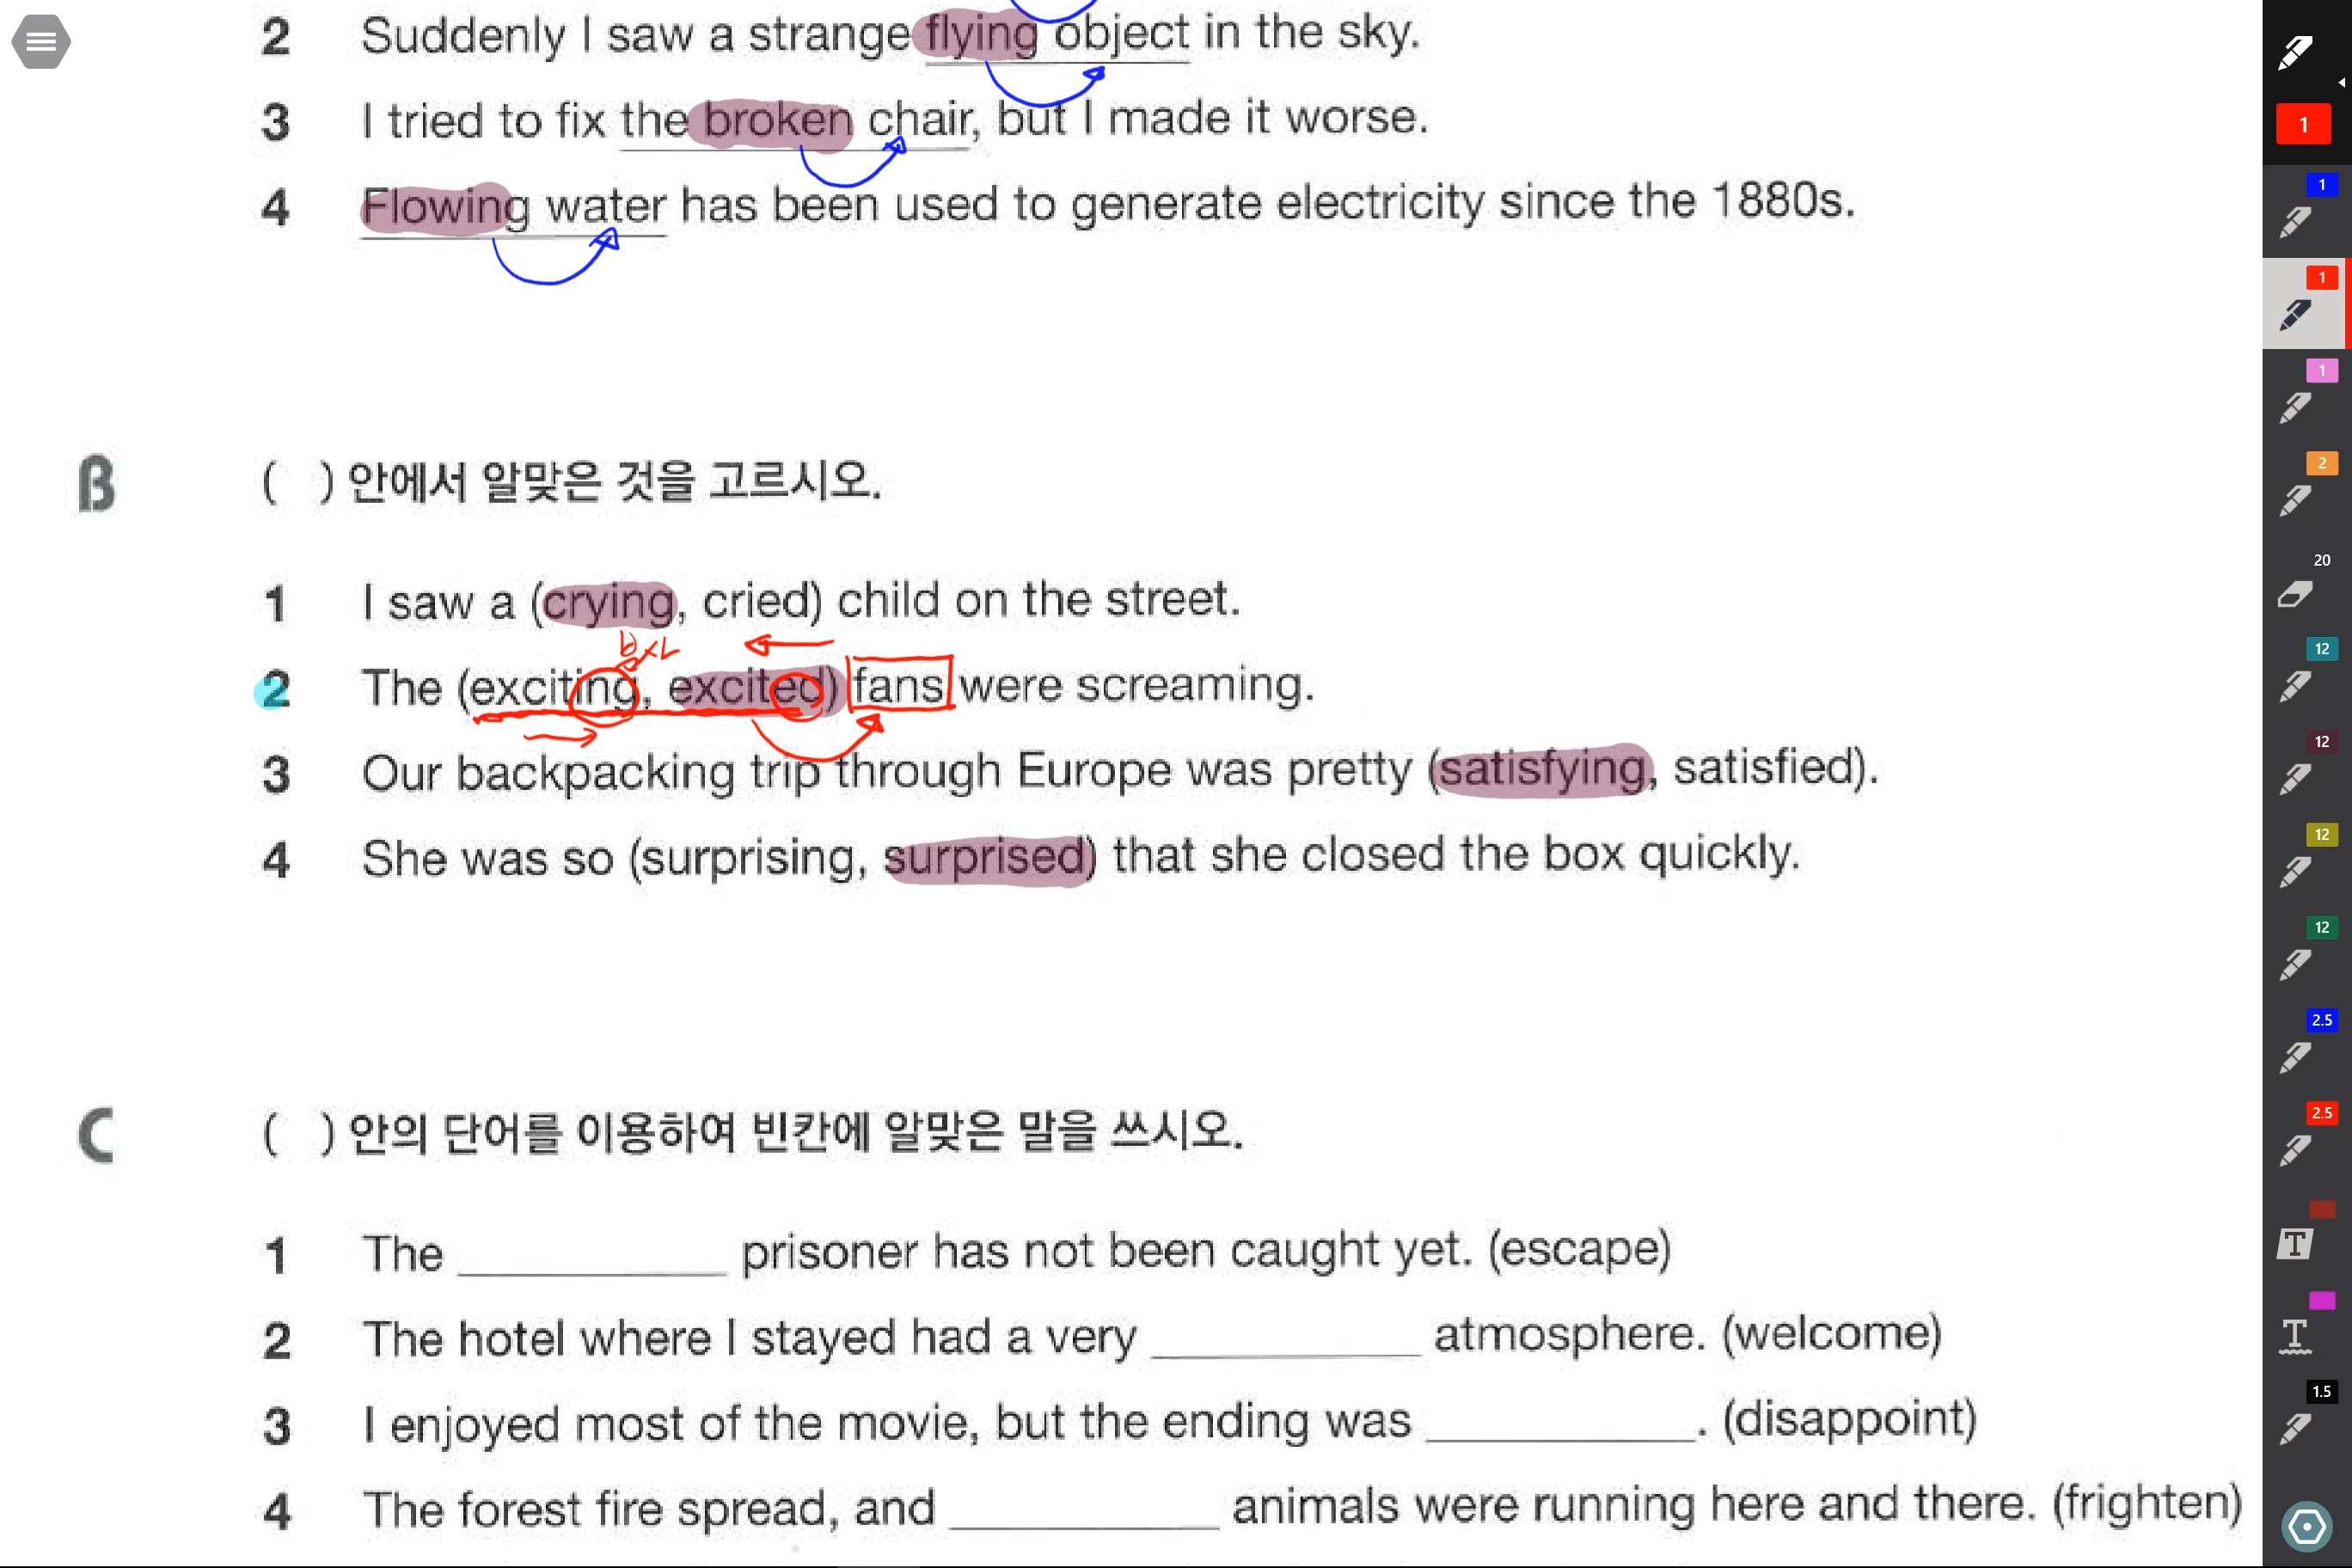 2 Suddenly I saw a strange flying object in the sky.
3 I tried to fix the broken chair, but I made it worse.
4 Flowing water has been used to generate electricity since the 1880s.
B ( ) 안에서 알맞은 것을 고르시오.
1 I saw a (crying, cried) child on the street.
2 The (exciting, excited) fans were screaming.
3 Our backpacking trip through Europe was pretty (satisfying, satisfied).
4 She was so (surprising, surprised) that she closed the box quickly.
C ( ) 안의 단어를 이용하여 빈칸에 알맞은 말을 쓰시오.
1 The __________ prisoner has not been caught yet. (escape)
2 The hotel where I stayed had a very __________ atmosphere. (welcome)
3 I enjoyed most of the movie, but the ending was __________. (disappoint)
4 The forest fire spread, and __________ animals were running here and there. (frighten)
1
1
1
1
2
20
12
12
12
12
2.5
2.5
T
T
1.5